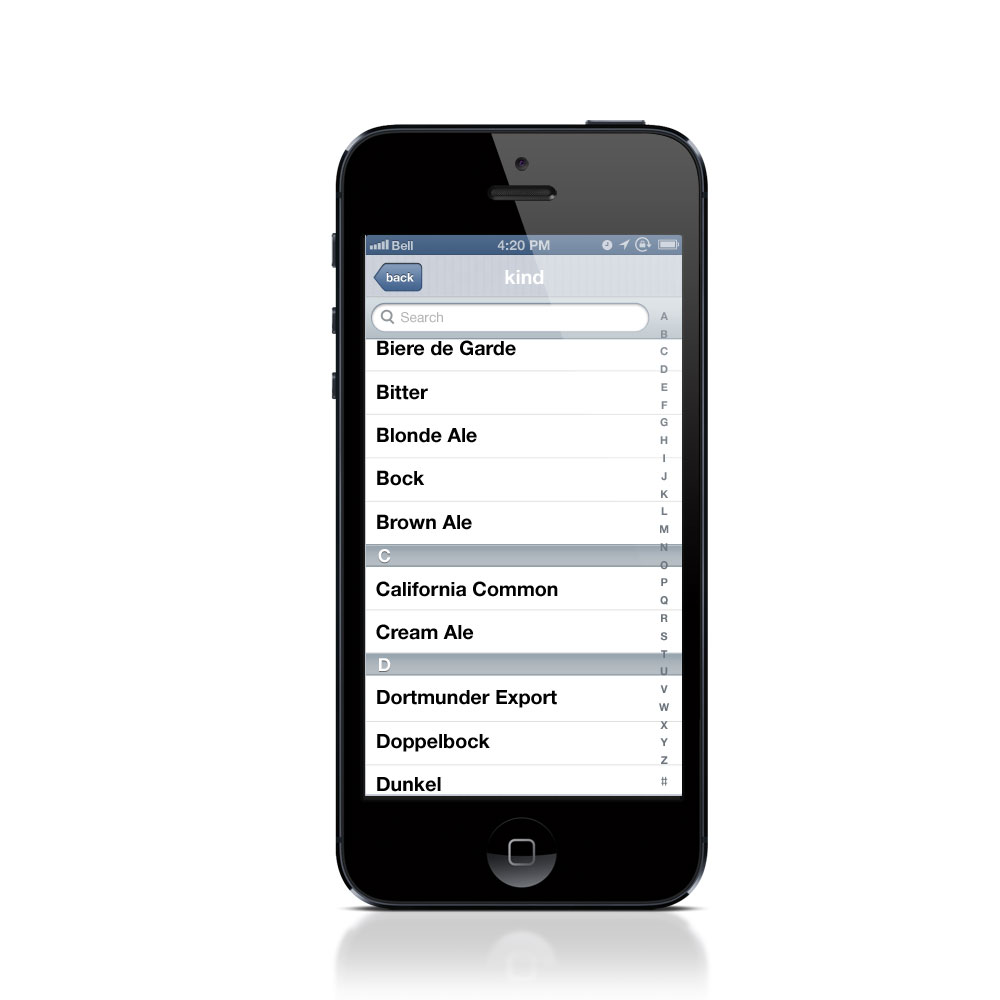 Bell 4:20 PM
back kind
Search
Biere de Garde
Bitter
Blonde Ale
Bock
Brown Ale
C
California Common
Cream Ale
D
Dortmunder Export
Doppelbock
Dunkel
A
B
C
D
E
F
G
H
I
J
K
L
M
N
O
P
Q
R
S
T
U
V
W
X
Y
Z
#